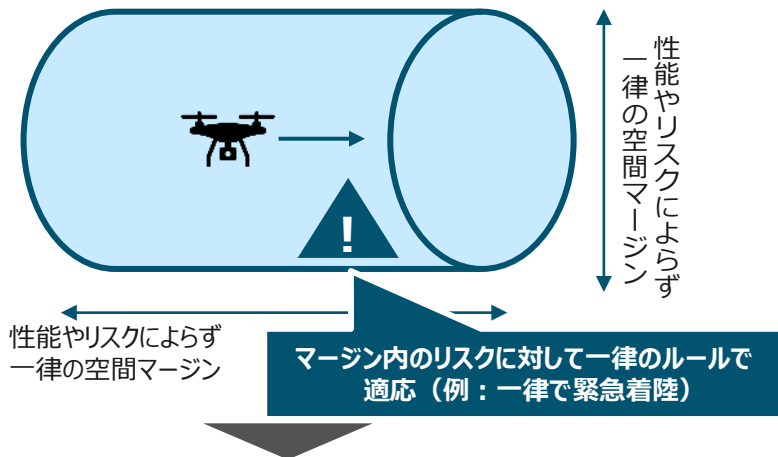 性能やリスクによらず
一律の空間マージン
!
性能やリスクによらず
一律の空間マージン
マージン内のリスクに対して一律のルールで
適応（例：一律で緊急着陸）